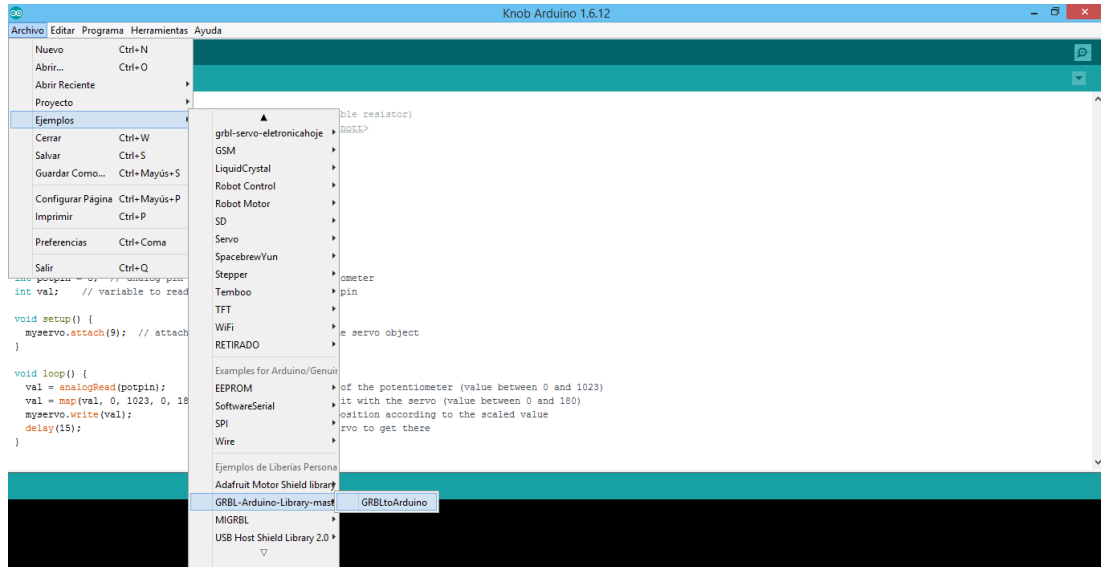 Knob Arduino 1.6.12
Archivo Editar Programa Herramientas Ayuda
Nuevo Ctrl+N
Abrir... Ctrl+O
Abrir Reciente
Proyecto
Ejemplos
Cerrar Ctrl+W
Salvar Ctrl+S
Guardar Como... Ctrl+Mayús+S
Configurar Página Ctrl+Mayús+P
Imprimir Ctrl+P
Preferencias Ctrl+Coma
Salir Ctrl+Q
grbl-servo-eletronicahoje
GSM
LiquidCrystal
Robot Control
Robot Motor
SD
Servo
SpacebrewYun
Stepper
Temboo
TFT
WiFi
RETIRADO
Examples for Arduino/Genuin
EEPROM
SoftwareSerial
SPI
Wire
Ejemplos de Liberías Persona
Adafruit Motor Shield library
GRBL-Arduino-Library-mast
MIGRBL
USB Host Shield Library 2.0
GRBLtoArduino
ble resistor)
nott>
ometer
int val; // variable to read pin
void setup() {
myservo.attach(9); // attach e servo object
}
void loop() {
val = analogRead(potpin); of the potentiometer (value between 0 and 1023)
val = map(val, 0, 1023, 0, 18 it with the servo (value between 0 and 180)
myservo.write(val); osition according to the scaled value
delay(15); rvo to get there
}